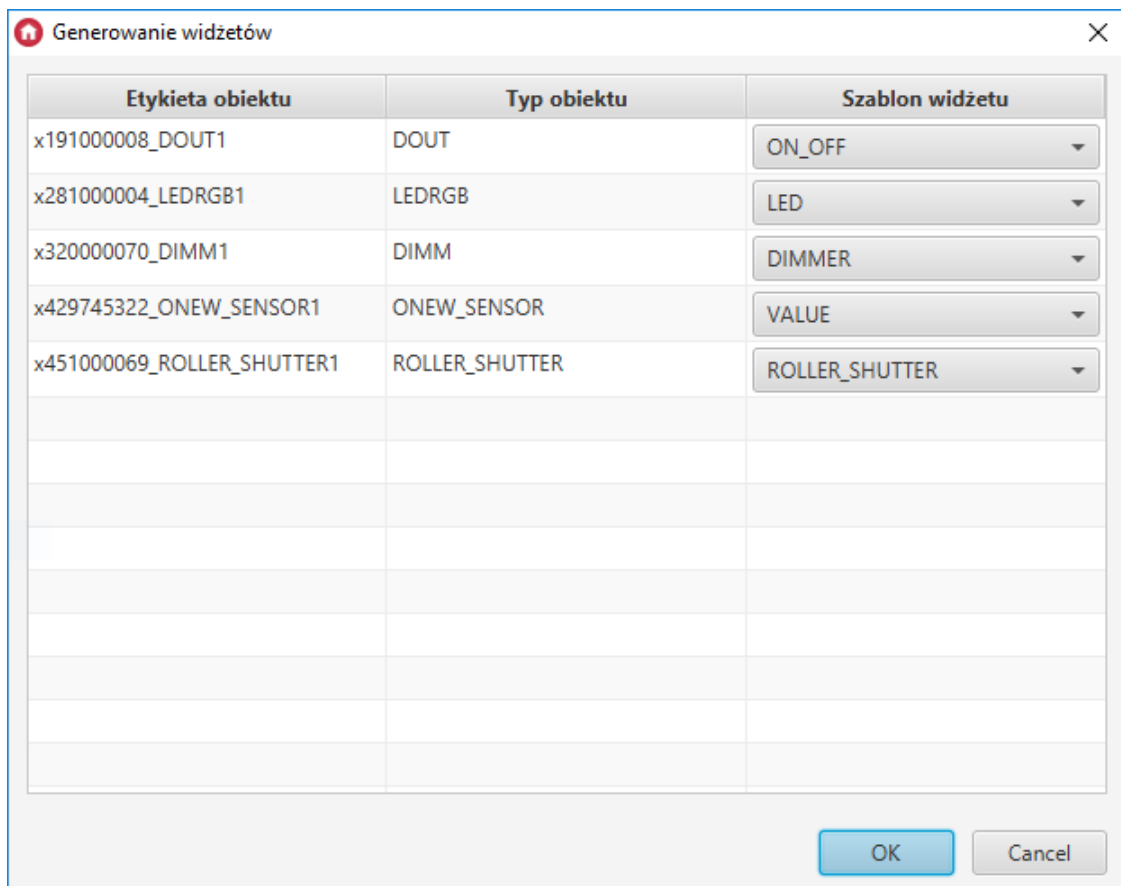 Generowanie widżetów
Etykieta obiektu Typ obiektu Szablon widżetu
x191000008_DOUT1 DOUT ON_OFF
x281000004_LEDRGB1 LEDRGB LED
x320000070_DIMM1 DIMM DIMMER
x429745322_ONEW_SENSOR1 ONEW_SENSOR VALUE
x451000069_ROLLER_SHUTTER1 ROLLER_SHUTTER ROLLER_SHUTTER
OK Cancel